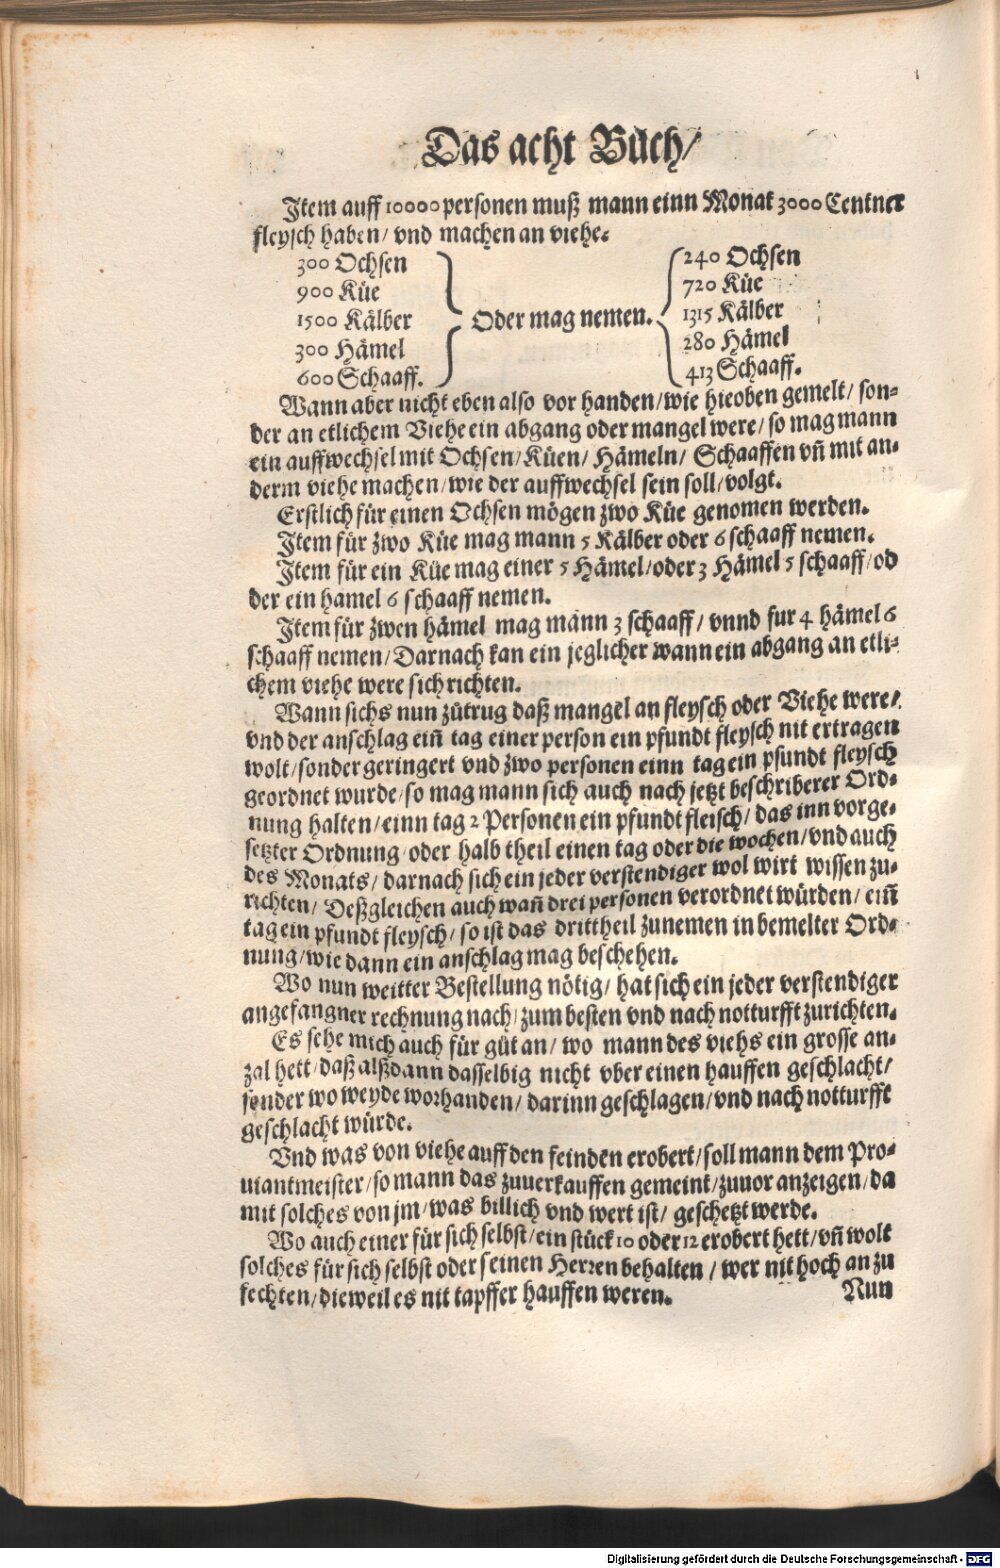 Das acht Bůch/
Item auff 10000 personen muß mann einn Monat 3000 Centner
fleysch haben/ vnd machen an viehe.
300 Ochsen
900 Küe
1500 Kälber
300 Hämel
600 Schaaff.
Oder mag nemen.
240 Ochsen
720 Küe
1315 Kälber
280 Hämel
413 Schaaff.
Wann aber nicht eben also vor handen/wie hieoben gemelt/ son-
der an etlichem Viehe ein abgang oder mangel were/ so mag mann
ein auffwechsel mit Ochsen/ Küen/ Hämeln/ Schaaffen vñ mit an-
derm viehe machen/ wie der auffwechsel sein soll/ volgt.
Erstlich für einen Ochsen mögen zwo Küe genomen werden.
Item für zwo Küe mag mann 5 Kälber oder 6 schaaff nemen.
Item für ein Küe mag einer 5 Hämel/oder 3 Hämel 5 schaaff/od
der ein hamel 6 schaaff nemen.
Item für zwen hämel mag mann 3 schaaff/ vnnd fur 4 hämel 6
schaaff nemen/ Darnach kan ein jeglicher wann ein abgang an etli-
chem viehe were sich richten.
Wann sichs nun zůtrug daß mangel an fleysch oder Viehe were/
vnd der anschlag eiñ tag einer person ein pfundt fleysch nit ertragen
wolt/sonder geringert vnd zwo personen einn tag ein pfundt fleysch
geordnet wurde/ so mag mann sich auch nach jetzt beschriberer Ord-
nung halten/ einn tag 2 Personen ein pfundt fleisch/ das inn vorge-
setzter Ordnung/ oder halb theil einen tag oder die wochen/ vnd auch
des Monats/ darnach sich ein jeder verstendiger wol wirt wissen zu-
richten/ Deßgleichen auch wañ drei personen verordnet würden/ eiñ
tag ein pfundt fleysch/ so ist das drittheil zunemen in bemelter Ord-
nung/ wie dann ein anschlag mag beschehen.
Wo nun weitter Bestellung nötig/ hat sich ein jeder verstendiger
angefangner rechnung nach/ zum besten vnd nach notturfft zurichten.
Es sehe mich auch für gůt an/ wo mann des viehs ein grosse an-
zal hett/ daß alßdann dasselbig nicht vber einen hauffen geschlacht/
sonder wo weyde vorhanden/ darinn geschlagen/ vnd nach notturfft
geschlacht würde.
Vnd was von viehe auff den feinden erobert/ soll mann dem Pro-
uiantmeister/ so mann das zuuerkauffen gemeint/ zuuor anzeigen/ da
mit solches von jm/ was billich vnd wert ist/ geschetzt werde.
Wo auch einer für sich selbst/ ein stück 10 oder 12 erobert hett/ vñ wolt
solches für sich selbst oder seinen Herren behalten/ wer nit hoch an zu
fechten/ dieweil es nit tapffer hauffen weren.
Nun
Digitalisierung gefördert durch die Deutsche Forschungsgemeinschaft - DFG